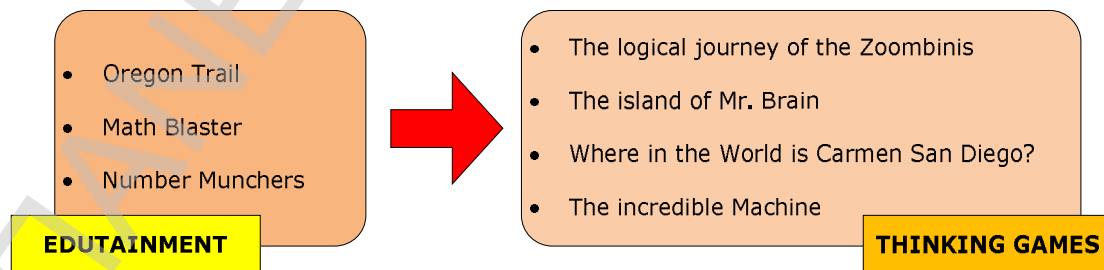 • Oregon Trail
• Math Blaster
• Number Munchers
EDUTAINMENT
• The logical journey of the Zoombinis
• The island of Mr. Brain
• Where in the World is Carmen San Diego?
• The incredible Machine
THINKING GAMES